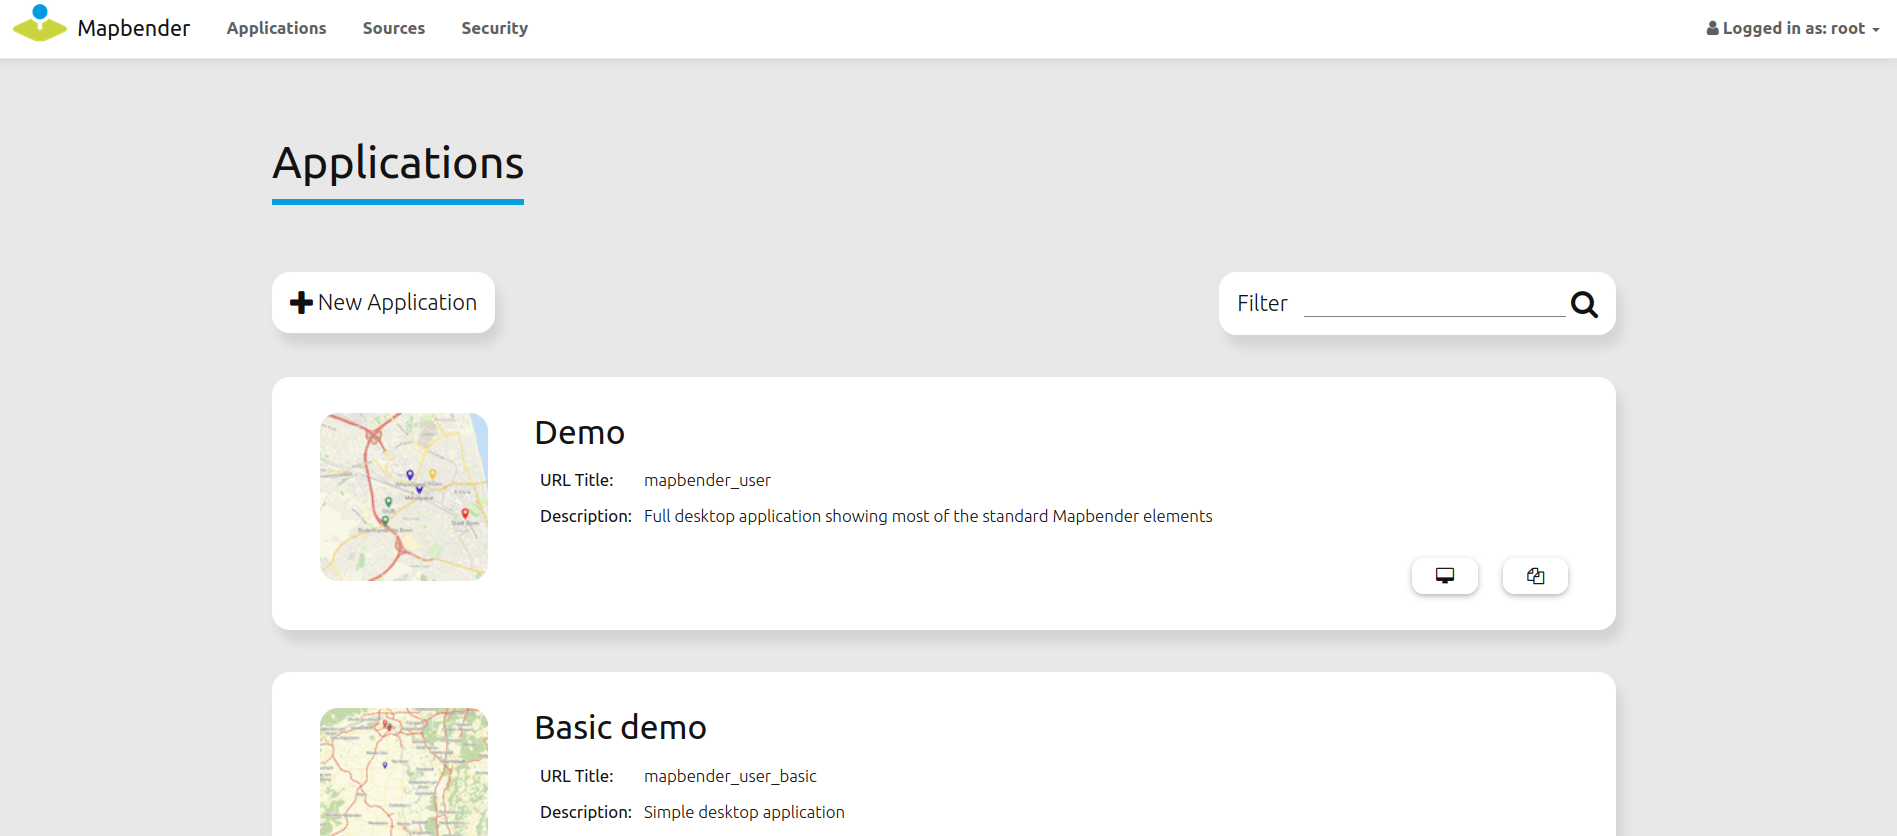 Mapbender Applications Sources Security Logged in as: root
Applications
New Application
Filter
Demo
URL Title: mapbender_user
Description: Full desktop application showing most of the standard Mapbender elements
Basic demo
URL Title: mapbender_user_basic
Description: Simple desktop application